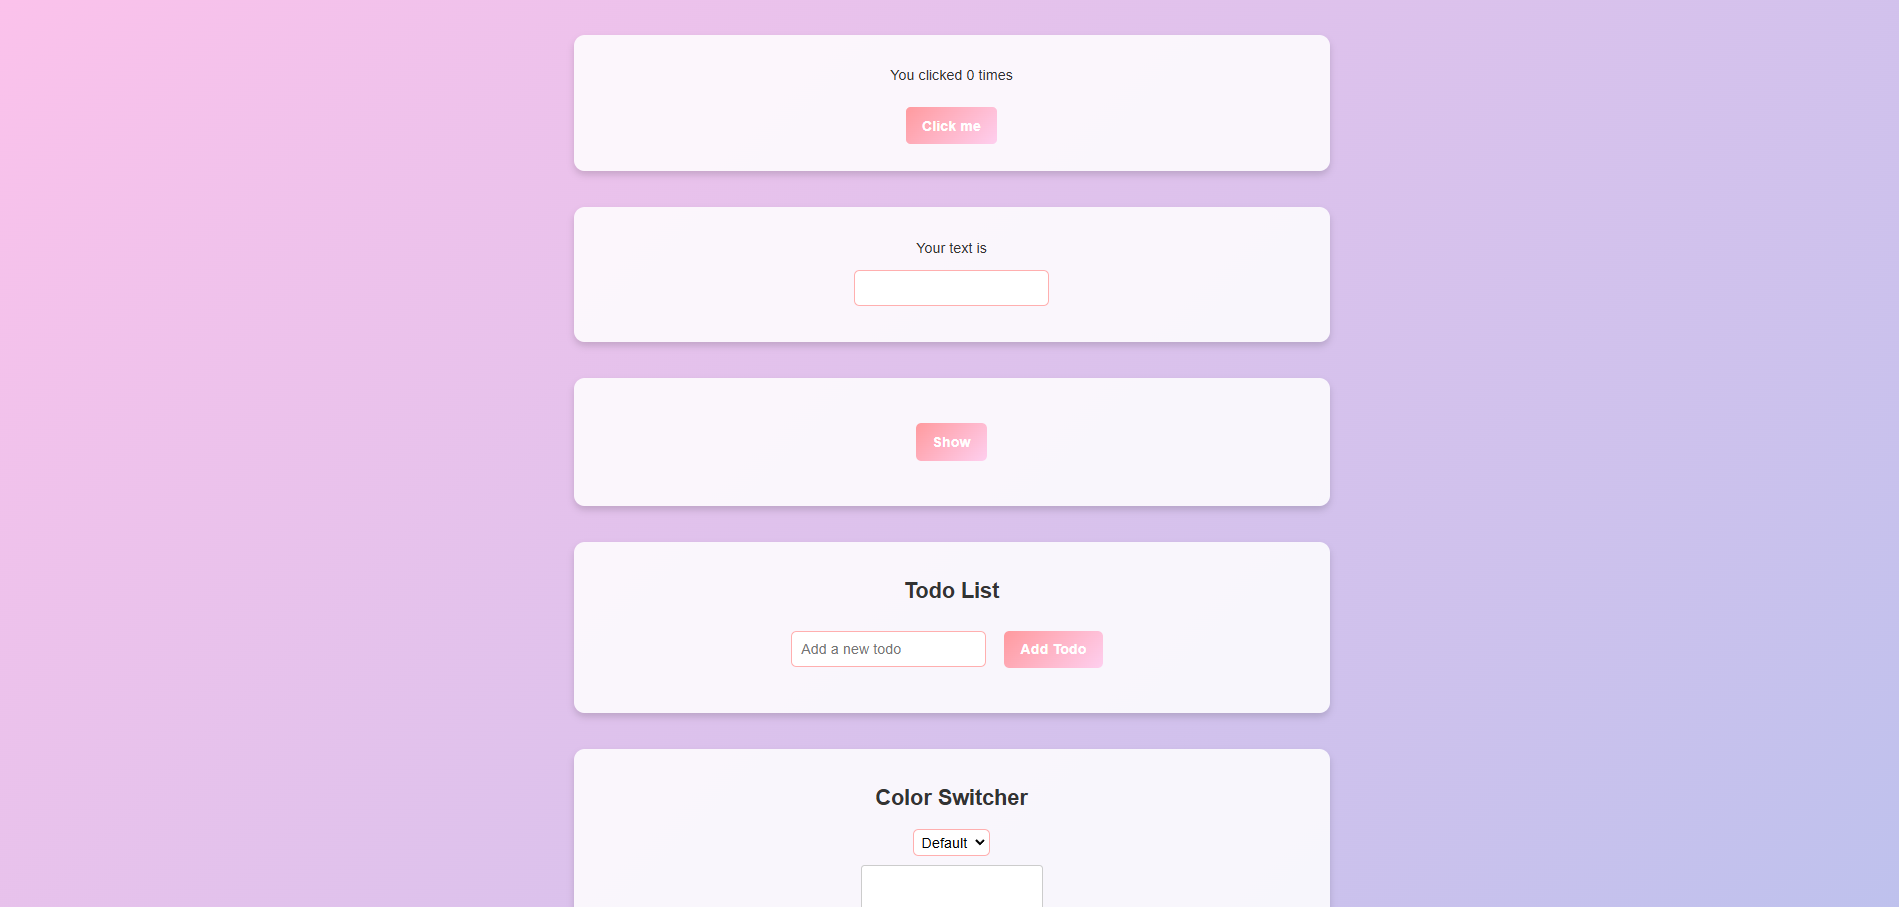 You clicked 0 times
Click me
Your text is
Show
Todo List
Add a new todo
Add Todo
Color Switcher
Default